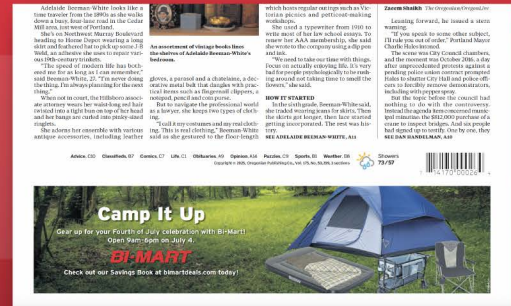 Adelaide Beeman-White looks like a
time traveler from the 1890s as she walks
down a busy, four-lane road in the Cedar
Hill area, just west of Portland.
She's on Northwest Murray Boulevard
heading to Home Depot wearing a long
skirt and feathered hat to pick up some J-B
Weld, an adhesive she uses to repair vari-
ous 19th-century trinkets.
"The speed of modern life has both-
ered me for as long as I can remember,"
said Beeman-White, 27. "I'm never doing
the thing. I'm always planning for the next
thing."
When not in court, the Hillsboro associ-
ate attorney wears her waist-long red hair
twisted into a tight bun on top of her head
and her bangs are curled into pinky-sized
ringlets.
She adorns her ensemble with various
antique accessories, including leather
An assortment of vintage books lines
the shelves of Adelaide Beeman-White's
bedroom.
gloves, a parasol and a chatelaine, a dec-
orative metal belt that dangles with prac-
tical items such as fingernail clippers, a
notepad, pencil and coin purse.
But to navigate the professional world
as a lawyer, she keeps two types of cloth-
ing.
"I call it my costumes and my real cloth-
ing. This is real clothing," Beeman-White
said as she gestured to the floor-length
which hosts regular outings such as Vic-
torian picnics and petticoat-making
workshops.
She used a typewriter from 1910 to
write most of her law school essays. To
renew her AAA membership, she said
she wrote to the company using a dip pen
and ink.
"We need to take our time with things.
Focus on actually enjoying life. It's very
bad for people psychologically to be rush-
ing around not taking time to smell the
flowers," she said.
HOW IT STARTED
In the sixth grade, Beeman-White said,
she traded wearing jeans for skirts. Then
the skirts got longer, then lace started
getting incorporated. The rest was his-
tory.
SEE ADELAIDE BEEMAN-WHITE, A11
Zaeem Shaikh The Oregonian/OregonLive
Leaning forward, he issued a stern
warning.
"If you speak to some other subject,
I'll rule you out of order," Portland Mayor
Charlie Hales intoned.
The scene was City Council chambers,
and the moment was October 2016, a day
after unprecedented protests against a
pending police union contract prompted
Hales to shutter City Hall and police offi-
cers to forcibly remove demonstrators,
including with pepper spray.
But the topic before the council had
nothing to do with the controversy.
Instead the agenda item concerned munic-
ipal minutiae: the $812,000 purchase of a
crane to inspect bridges. And six people
had signed up to testify. One by one, they
SEE DAN HANDELMAN, A10
Advice, C10 Classifieds, B7 Comics, C7 Life, C1 Obituaries, A9 Opinion, A14 Puzzles, C9 Sports, B1 Weather B8
Showers
73/57
Camp It Up
Gear up for your Fourth of July celebration with Bi-Mart!
Open 9am-6pm on July 4.
BI-MART
Check out our Savings Book at bimartdeals.com today!